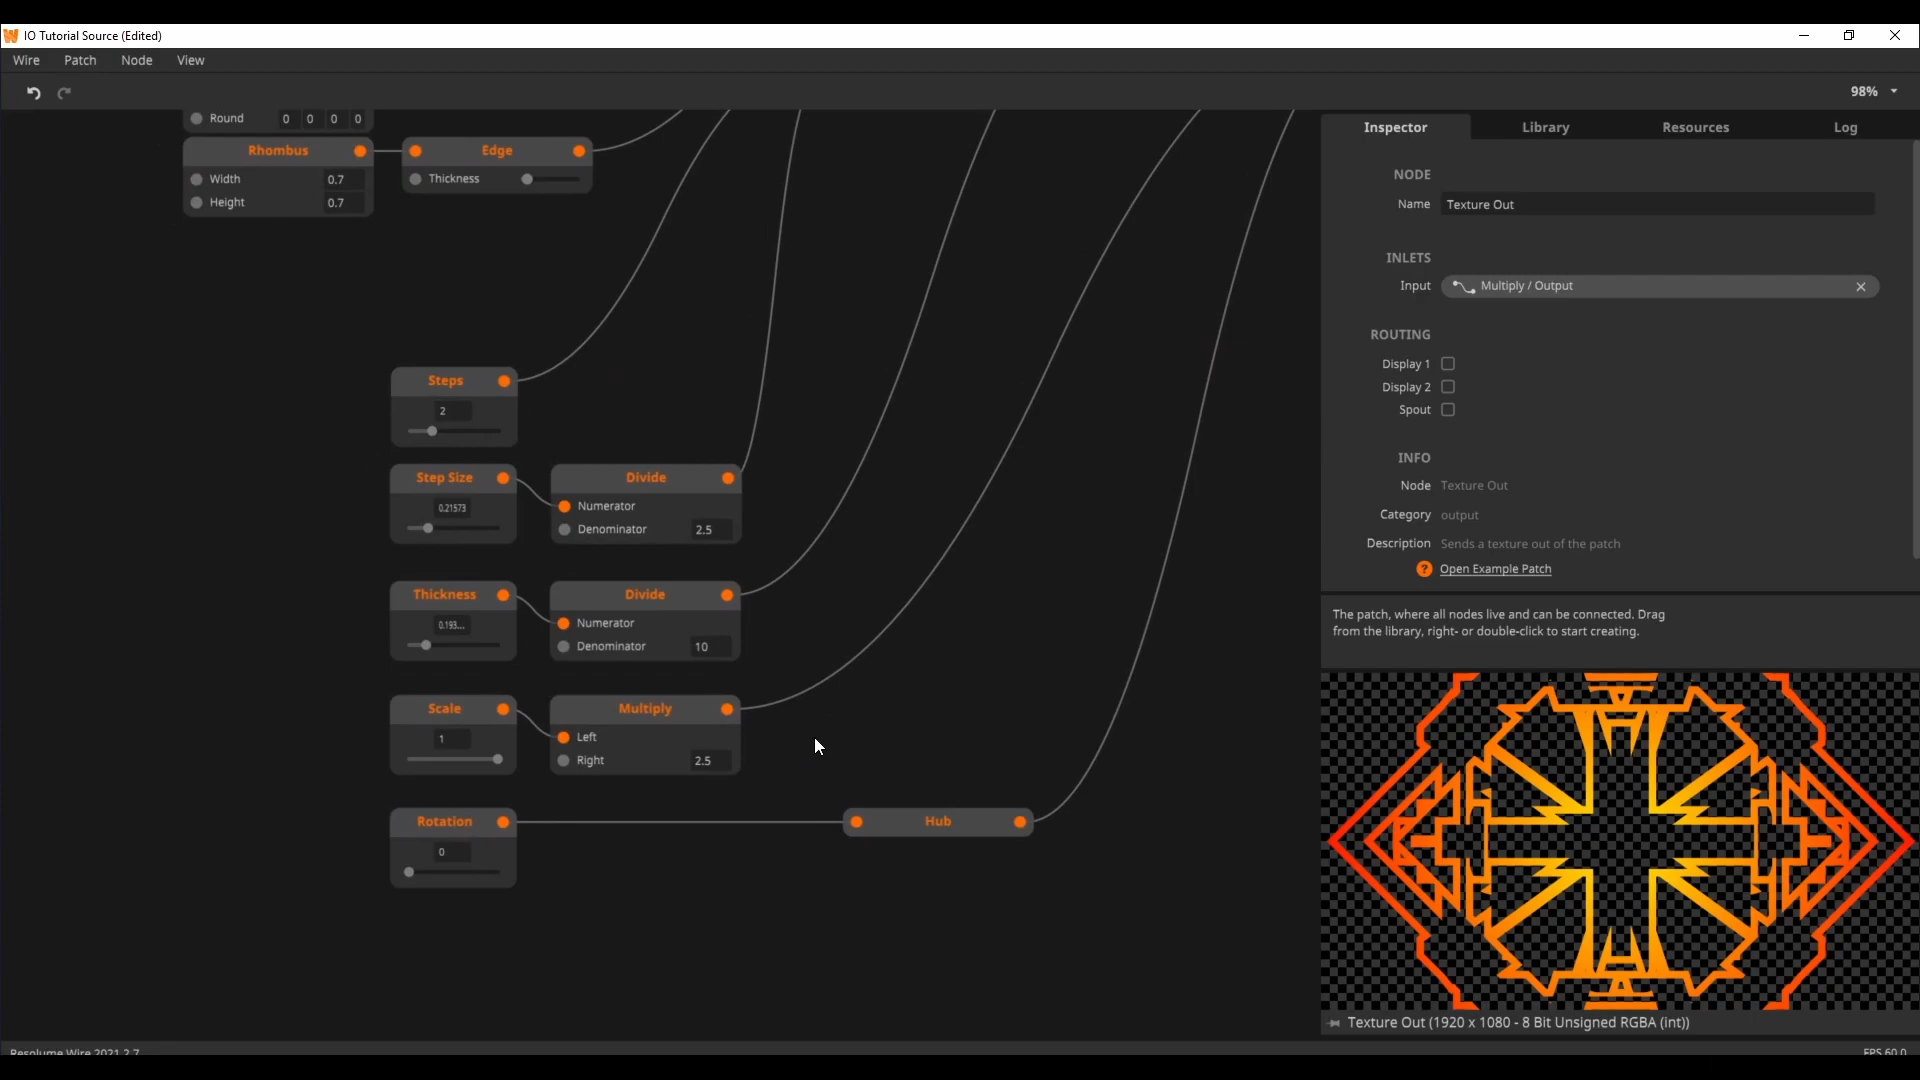 IO Tutorial Source (Edited)
Wire Patch Node View
98%
Round 0 0 0 0
Rhombus
Width 0.7
Height 0.7
Edge
Thickness
Steps
2
Step Size
0.21573
Divide
Numerator
Denominator 2.5
Thickness
0.193...
Divide
Numerator
Denominator 10
Scale
1
Multiply
Left
Right 2.5
Rotation
0
Hub
Inspector Library Resources Log
NODE
Name Texture Out
INLETS
Input Multiply / Output
ROUTING
Display 1
Display 2
Spout
INFO
Node Texture Out
Category output
Description Sends a texture out of the patch
? Open Example Patch
The patch, where all nodes live and can be connected. Drag
from the library, right- or double-click to start creating.
Texture Out (1920 x 1080 - 8 Bit Unsigned RGBA (int))
Resolume Wire 2021.2.7
FPS 60.0